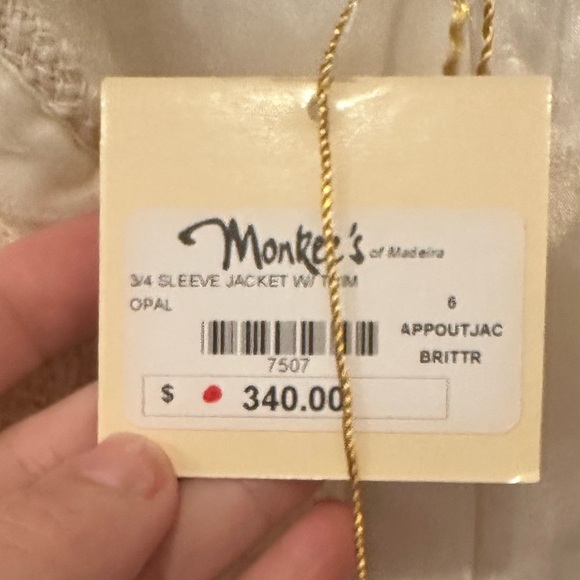 Monkee's of Madeira
3/4 SLEEVE JACKET W/ TRIM
OPAL
6
APPOUTJAC
BRITTR
7507
$ 340.00